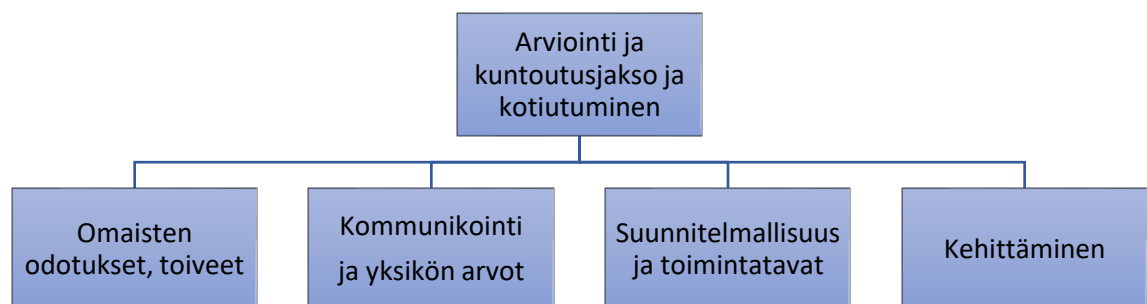 Arviointi ja
kuntoutusjakso ja
kotiutuminen
Omaisten
odotukset, toiveet
Kommunikointi
ja yksikön arvot
Suunnitelmallisuus
ja toimintatavat
Kehittäminen